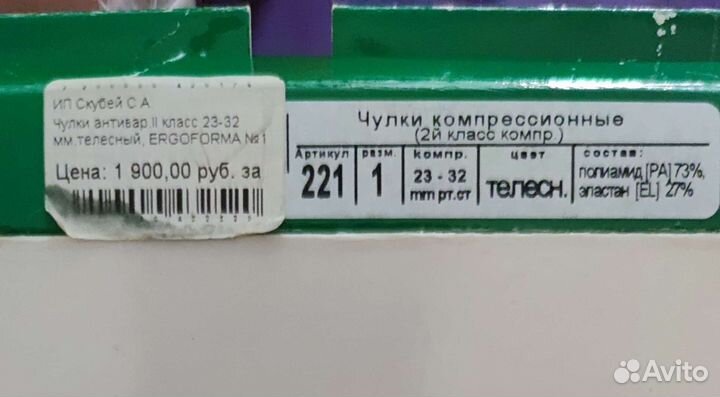 ИП Скубей С А
Чулки антивар.II класс 23-32
мм.телесный, ERGOFORMA №1
Цена: 1 900,00 руб. за
Чулки компрессионные
(2й класс компр.)
Артикул разм. компр. цвет состав:
221 1 23 - 32 телесн. полиамид [PA] 73%,
mm рт.ст эластан [EL] 27%
Avito